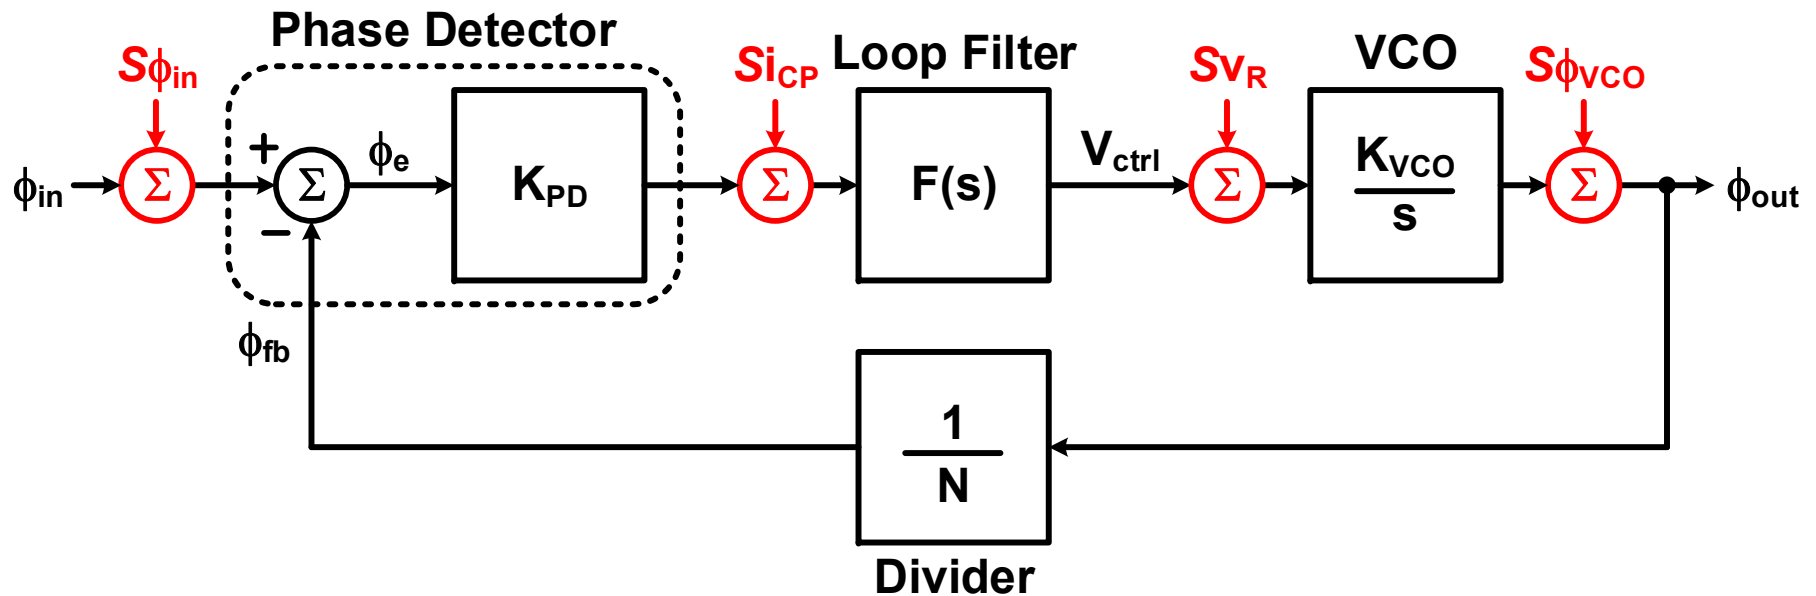 Phase Detector
Loop Filter
VCO
Sϕin
SiCP
SvR
SϕVCO
ϕin
Σ
+
−
Σ
ϕe
KPD
Σ
F(s)
Vctrl
Σ
KVCO
s
Σ
ϕout
ϕfb
1
N
Divider